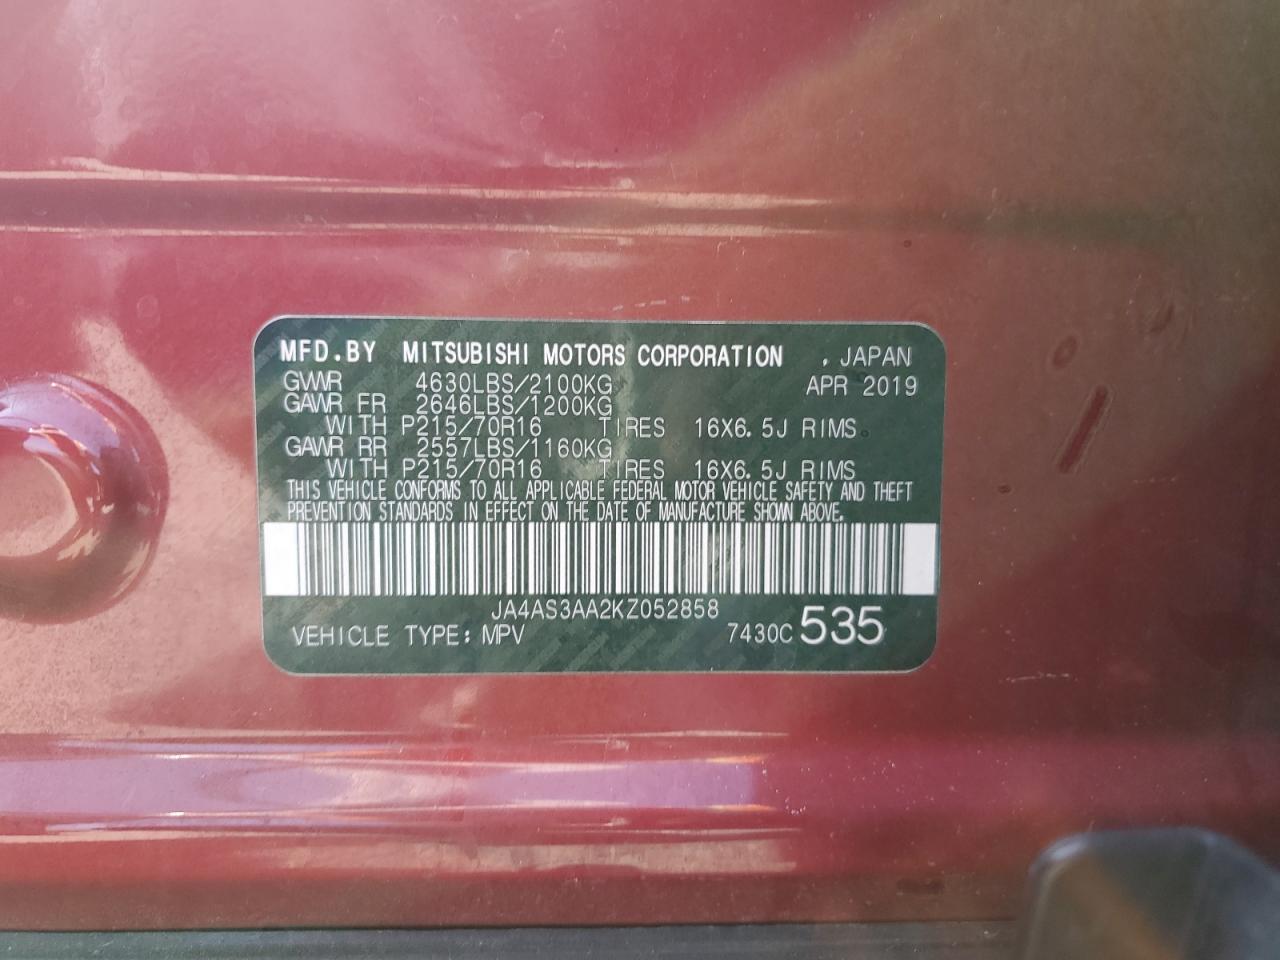 MFD.BY MITSUBISHI MOTORS CORPORATION . JAPAN
GVWR 4630LBS/2100KG APR 2019
GAWR FR 2646LBS/1200KG
WITH P215/70R16 TIRES 16X6.5J RIMS
GAWR RR 2557LBS/1160KG
WITH P215/70R16 TIRES 16X6.5J RIMS
THIS VEHICLE CONFORMS TO ALL APPLICABLE FEDERAL MOTOR VEHICLE SAFETY AND THEFT
PREVENTION STANDARDS IN EFFECT ON THE DATE OF MANUFACTURE SHOWN ABOVE.
JA4AS3AA2KZ052858
VEHICLE TYPE: MPV 7430C 535